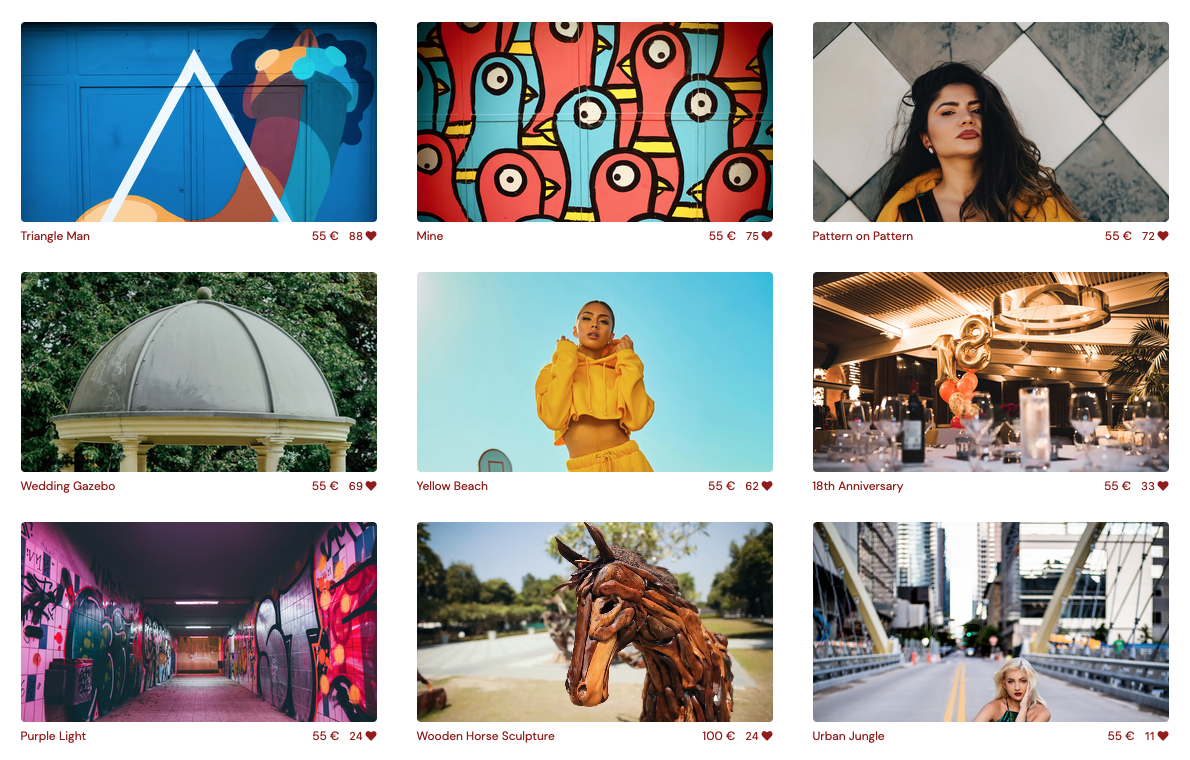 Triangle Man 55 € 88
Mine 55 € 75
Pattern on Pattern 55 € 72
18
Wedding Gazebo 55 € 69
Yellow Beach 55 € 62
18th Anniversary 55 € 33
Purple Light 55 € 24
Wooden Horse Sculpture 100 € 24
Urban Jungle 55 € 11